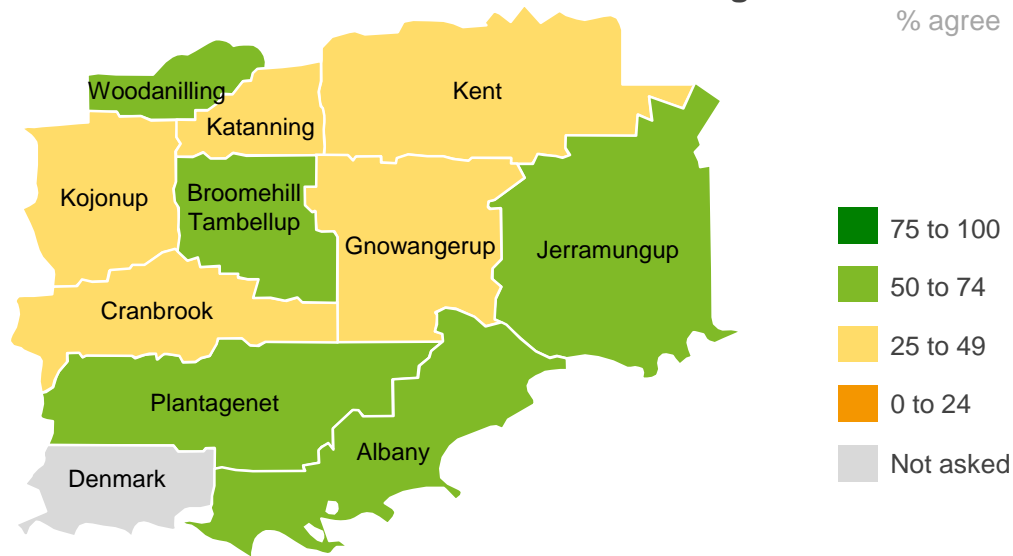 % agree
Woodanilling
Kent
Katanning
Kojonup
Broomehill
Tambellup
Gnowangerup
Jerramungup
Cranbrook
Plantagenet
Albany
Denmark
75 to 100
50 to 74
25 to 49
0 to 24
Not asked